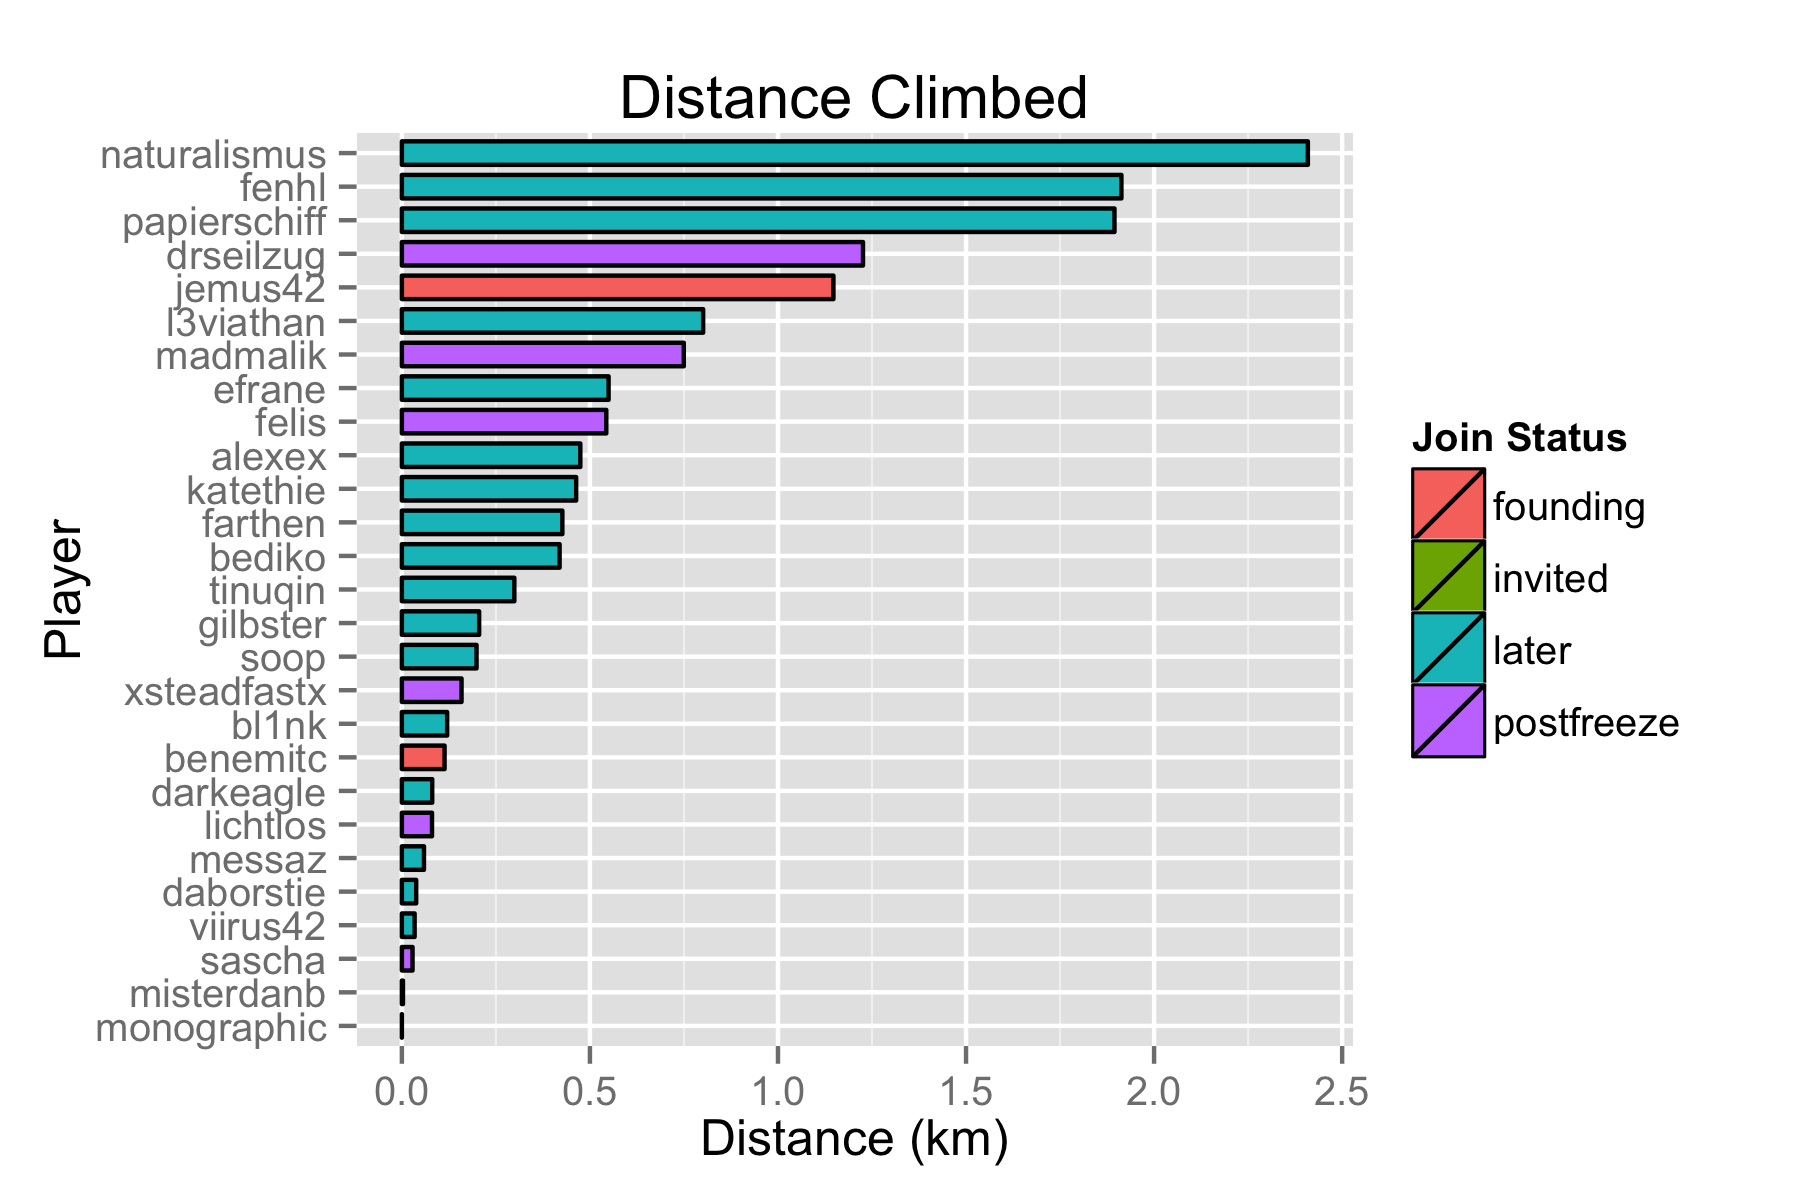 Distance Climbed
naturalismus
fenhl
papierschiff
drseilzug
jemus42
l3viathan
madmalik
efrane
felis
alexex
katethie
farthen
bediko
tinuqin
gilbster
soop
xsteadfastx
bl1nk
benemitc
darkeagle
lichtlos
messaz
daborstie
viirus42
sascha
misterdanb
monographic
Player
0.0 0.5 1.0 1.5 2.0 2.5
Distance (km)
Join Status
founding
invited
later
postfreeze